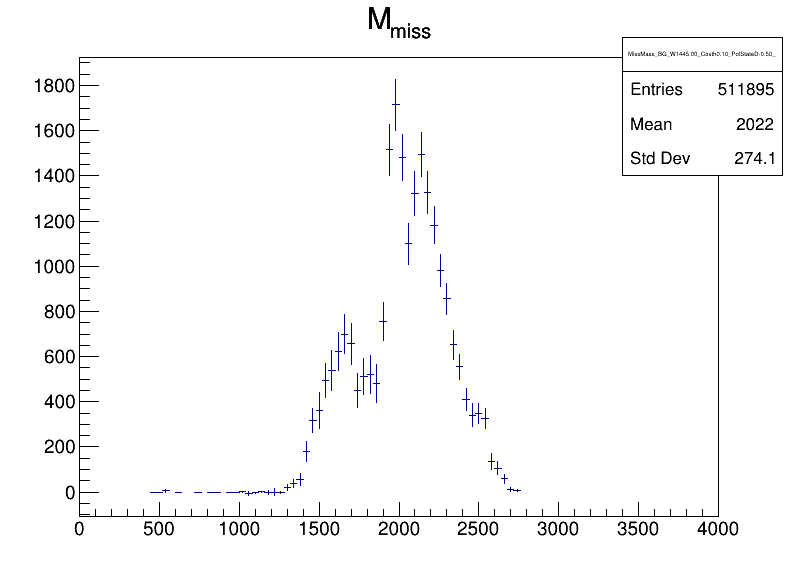 M_miss
MissMass_BG_W1445.00_Costh0.10_PolStateD-0.50_
Entries 511895
Mean 2022
Std Dev 274.1
1800
1600
1400
1200
1000
800
600
400
200
0
0 500 1000 1500 2000 2500 3000 3500 4000